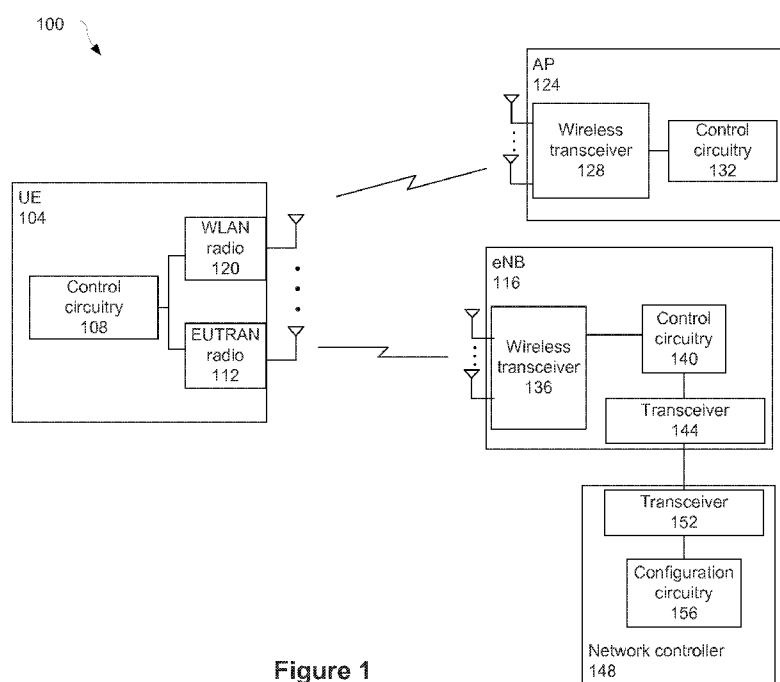 100
AP
124
Wireless
transceiver
128
Control
circuitry
132
UE
104
WLAN
radio
120
Control
circuitry
108
EUTRAN
radio
112
eNB
116
Wireless
transceiver
136
Control
circuitry
140
Transceiver
144
Transceiver
152
Configuration
circuitry
156
Network controller
148
Figure 1